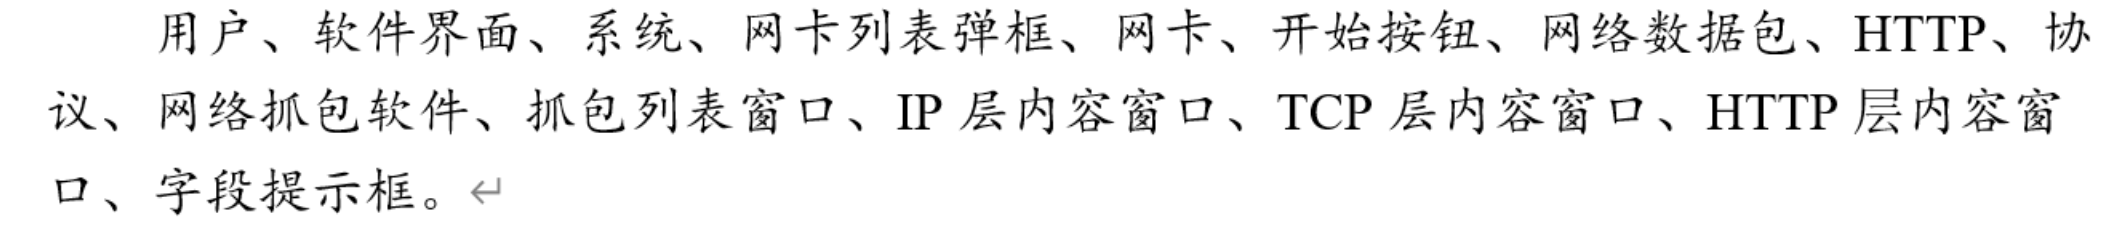 用户、软件界面、系统、网卡列表弹框、网卡、开始按钮、网络数据包、HTTP、协
议、网络抓包软件、抓包列表窗口、IP 层内容窗口、TCP 层内容窗口、HTTP 层内容窗
口、字段提示框。↵